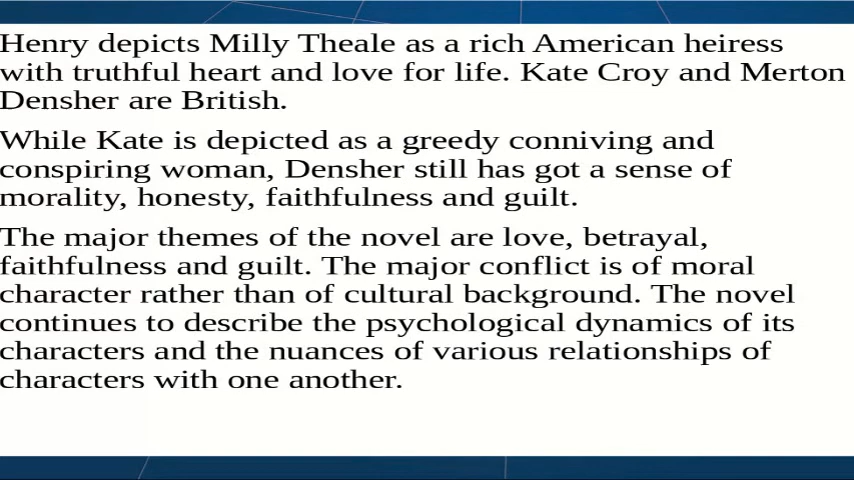 Henry depicts Milly Theale as a rich American heiress
with truthful heart and love for life. Kate Croy and Merton
Densher are British.
While Kate is depicted as a greedy conniving and
conspiring woman, Densher still has got a sense of
morality, honesty, faithfulness and guilt.
The major themes of the novel are love, betrayal,
faithfulness and guilt. The major conflict is of moral
character rather than of cultural background. The novel
continues to describe the psychological dynamics of its
characters and the nuances of various relationships of
characters with one another.